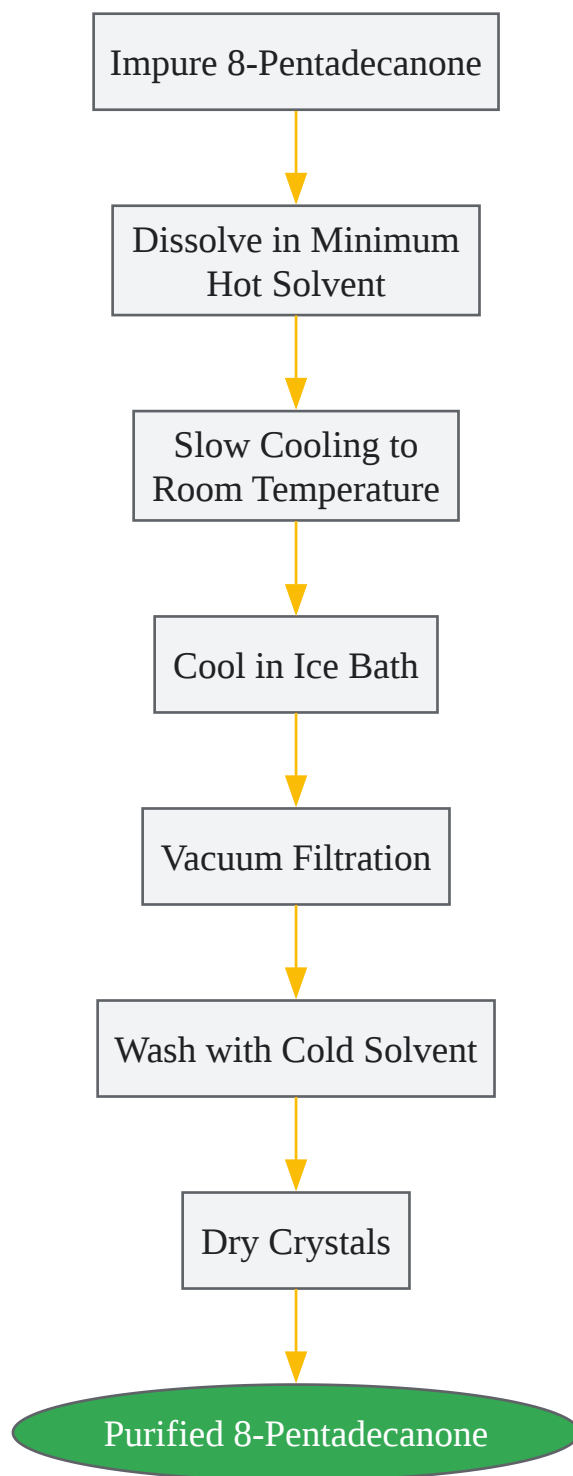 Impure 8-Pentadecanone
Dissolve in Minimum
Hot Solvent
Slow Cooling to
Room Temperature
Cool in Ice Bath
Vacuum Filtration
Wash with Cold Solvent
Dry Crystals
Purified 8-Pentadecanone